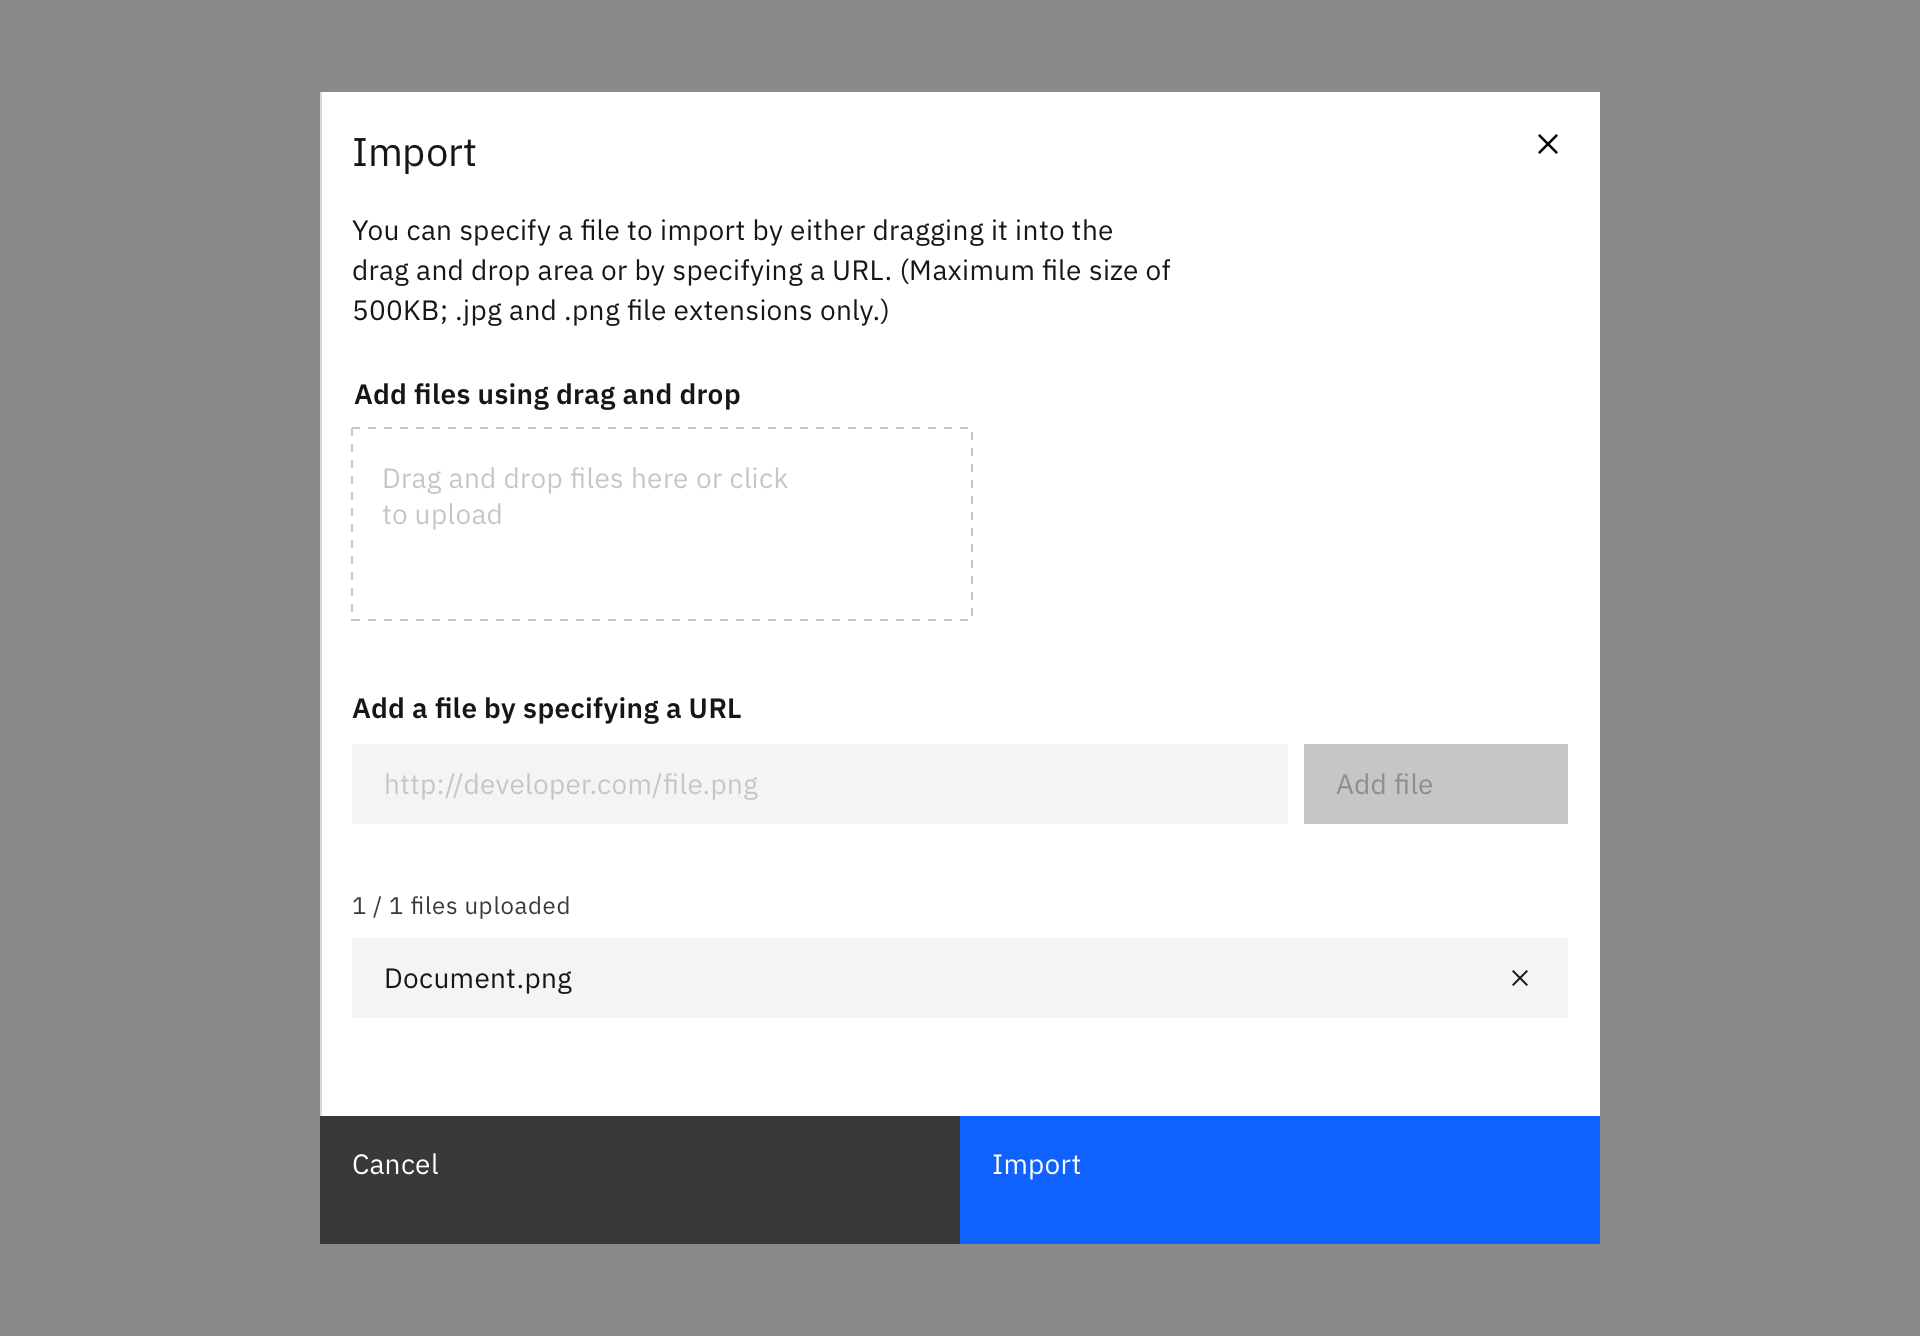 Import
You can specify a file to import by either dragging it into the
drag and drop area or by specifying a URL. (Maximum file size of
500KB; .jpg and .png file extensions only.)
Add files using drag and drop
Drag and drop files here or click
to upload
Add a file by specifying a URL
http://developer.com/file.png
Add file
1 / 1 files uploaded
Document.png
Cancel
Import